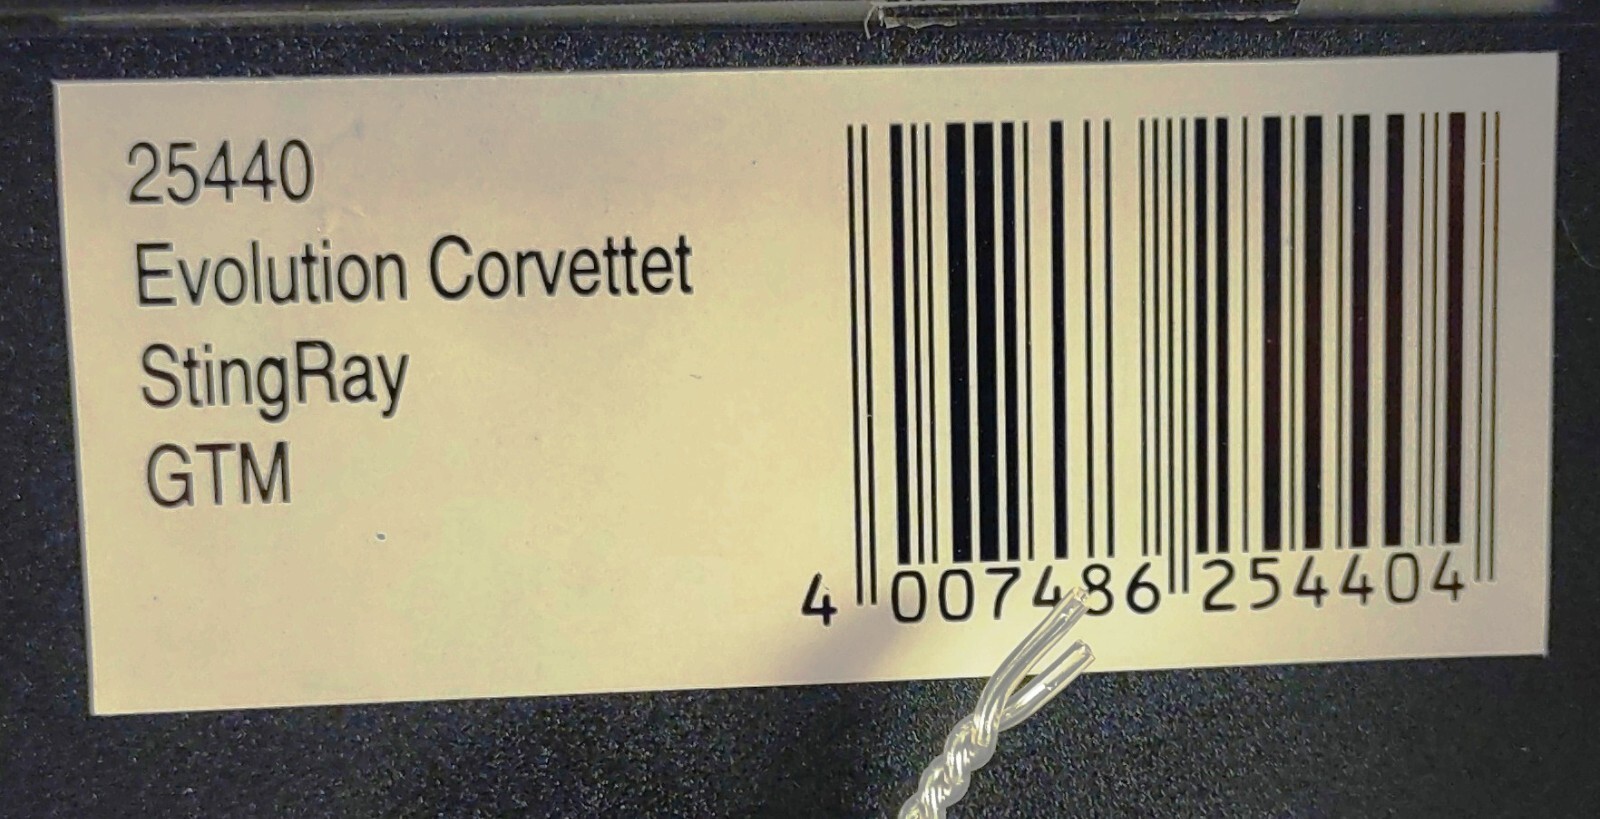 25440
Evolution Corvettet
StingRay
GTM
4 007486 254404